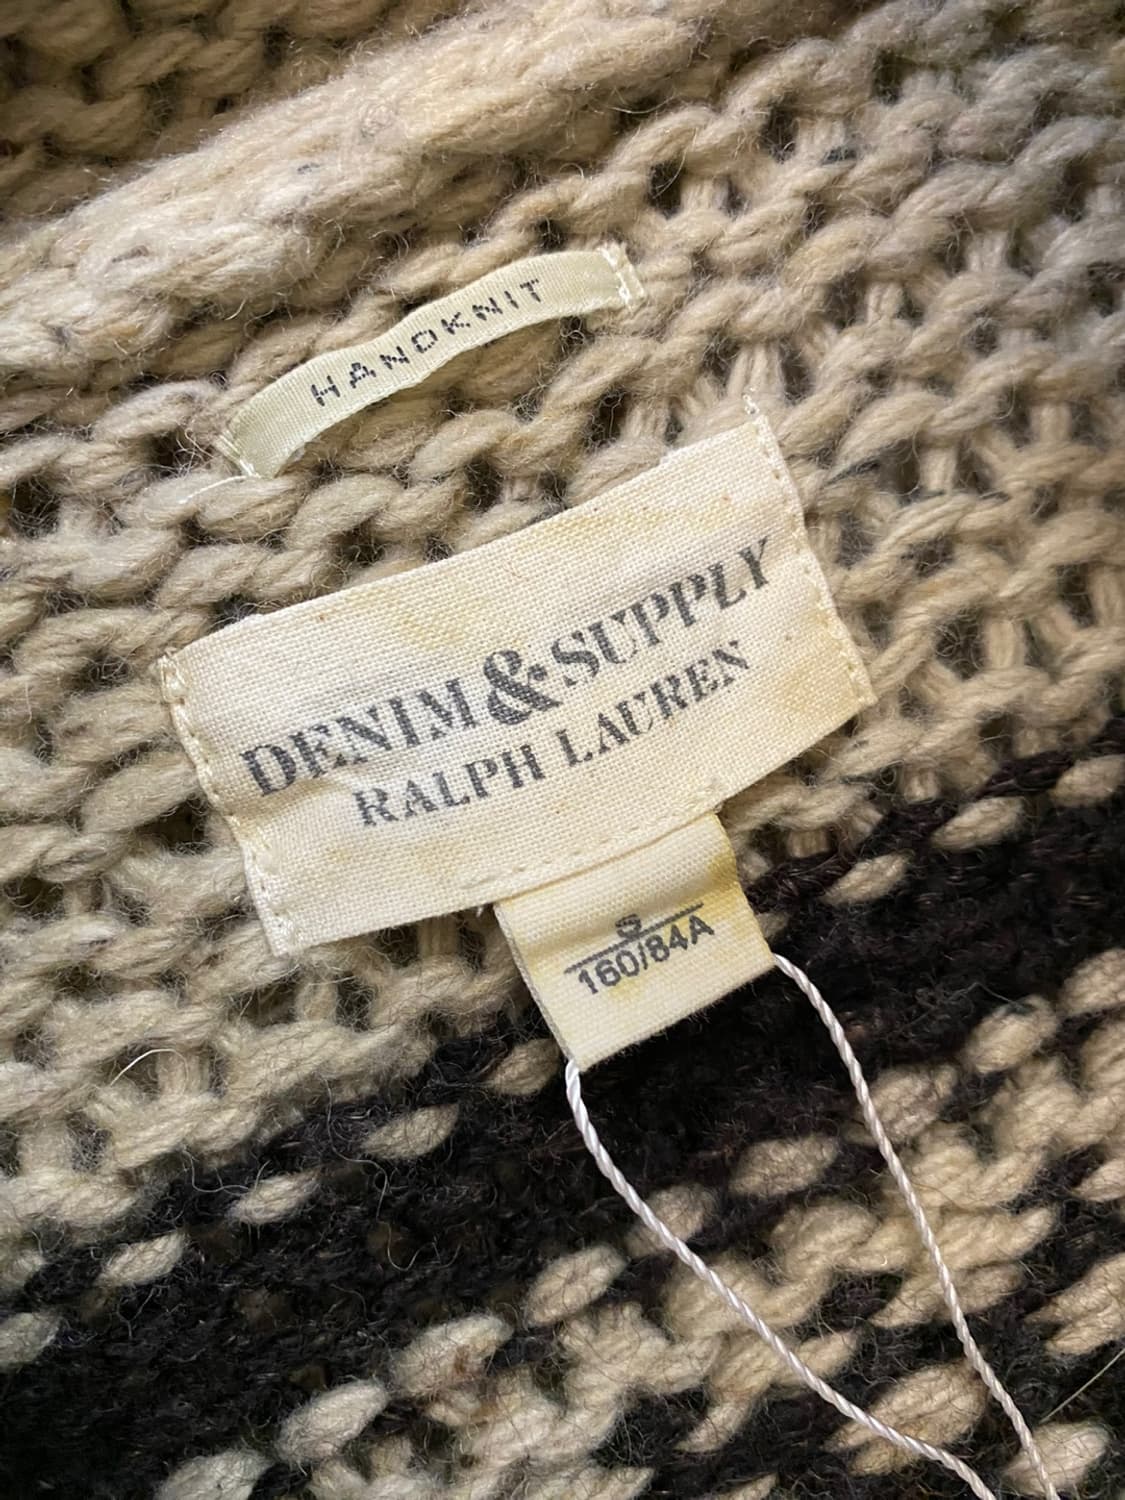 HANDKNIT
DENIM & SUPPLY
RALPH LAUREN
S
160/84A